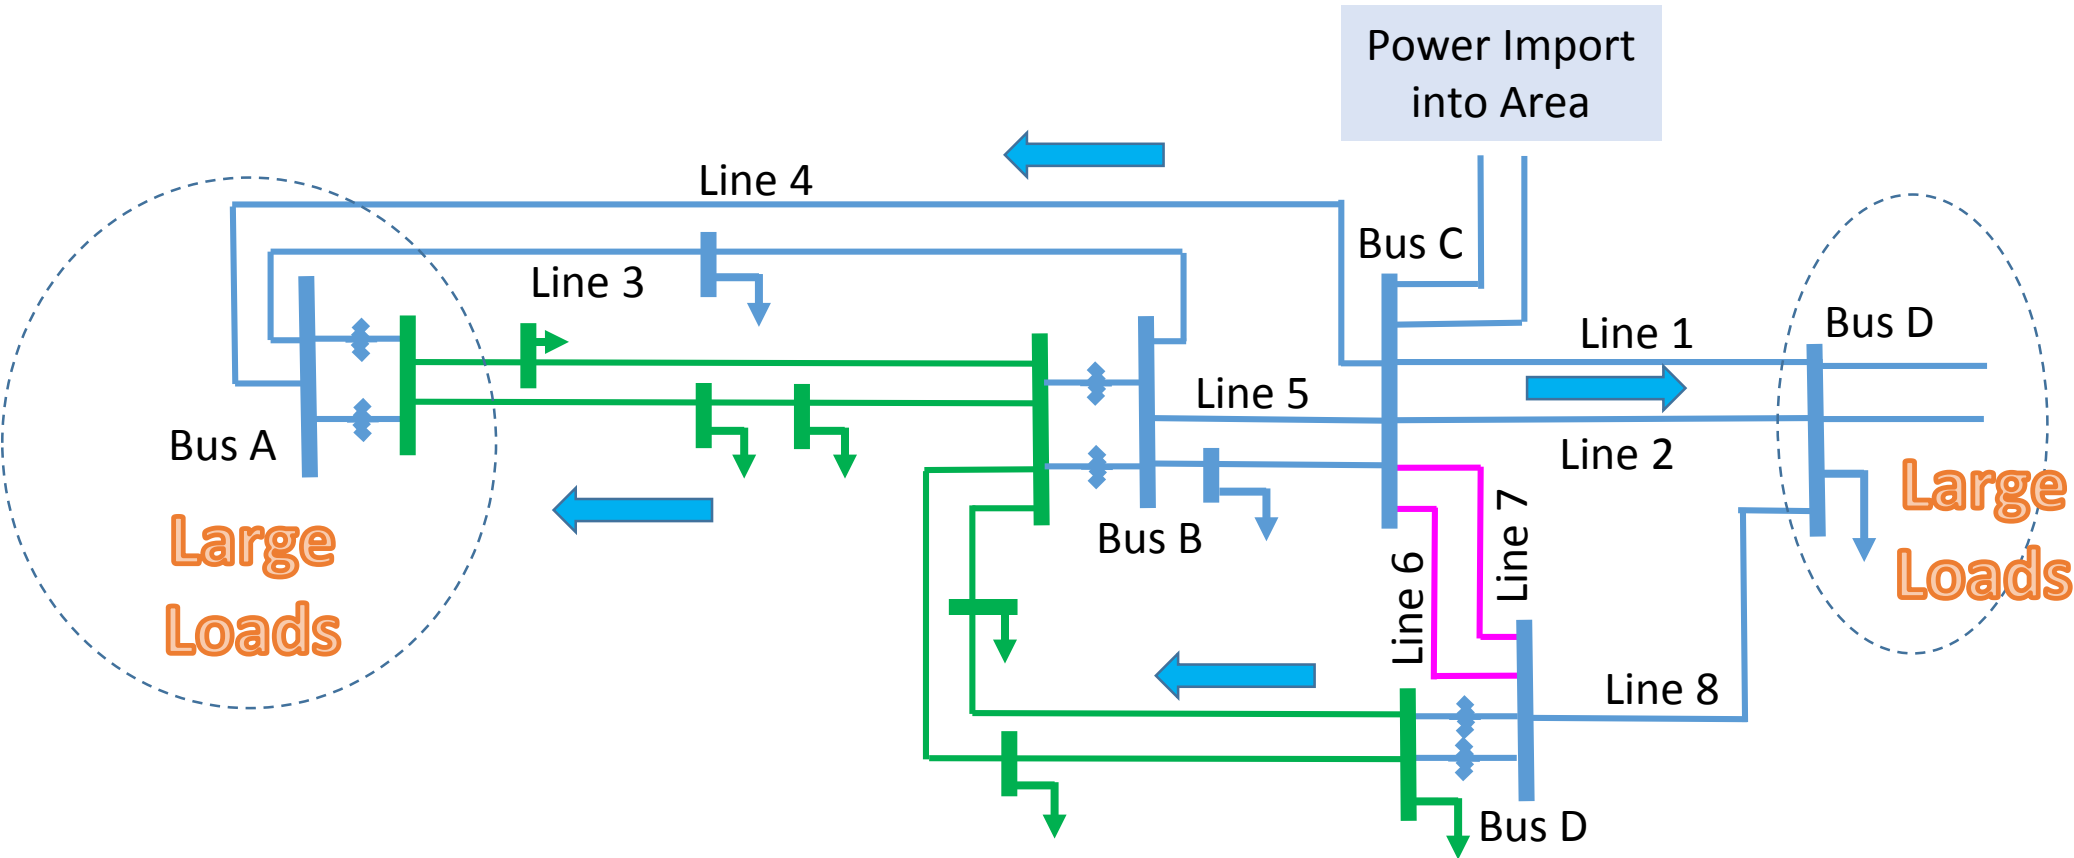 Power Import
into Area
Line 4
Bus C
Line 3
Line 1
Bus D
Line 5
Bus A
Line 2
Large
Loads
Bus B
Line 7
Large
Loads
Line 6
Line 8
Bus D